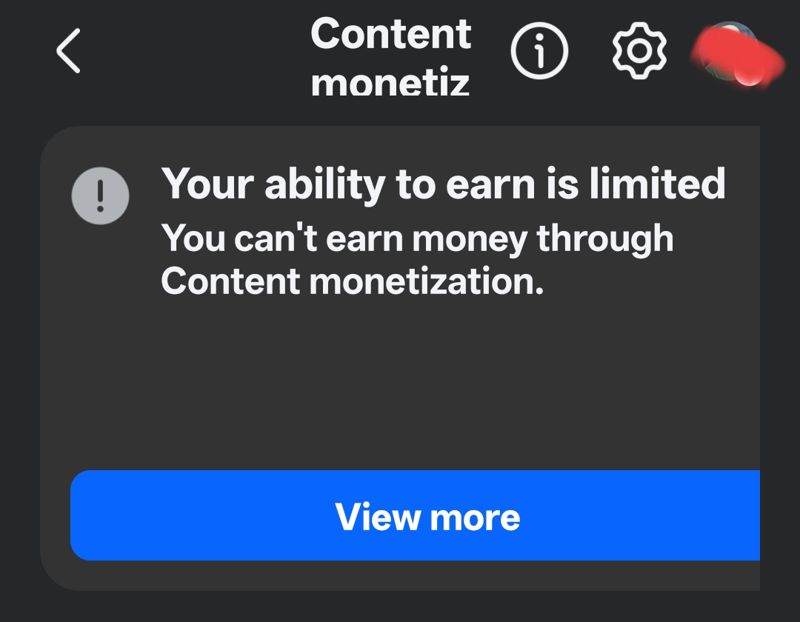 Content
monetiz
Your ability to earn is limited
You can't earn money through
Content monetization.
View more